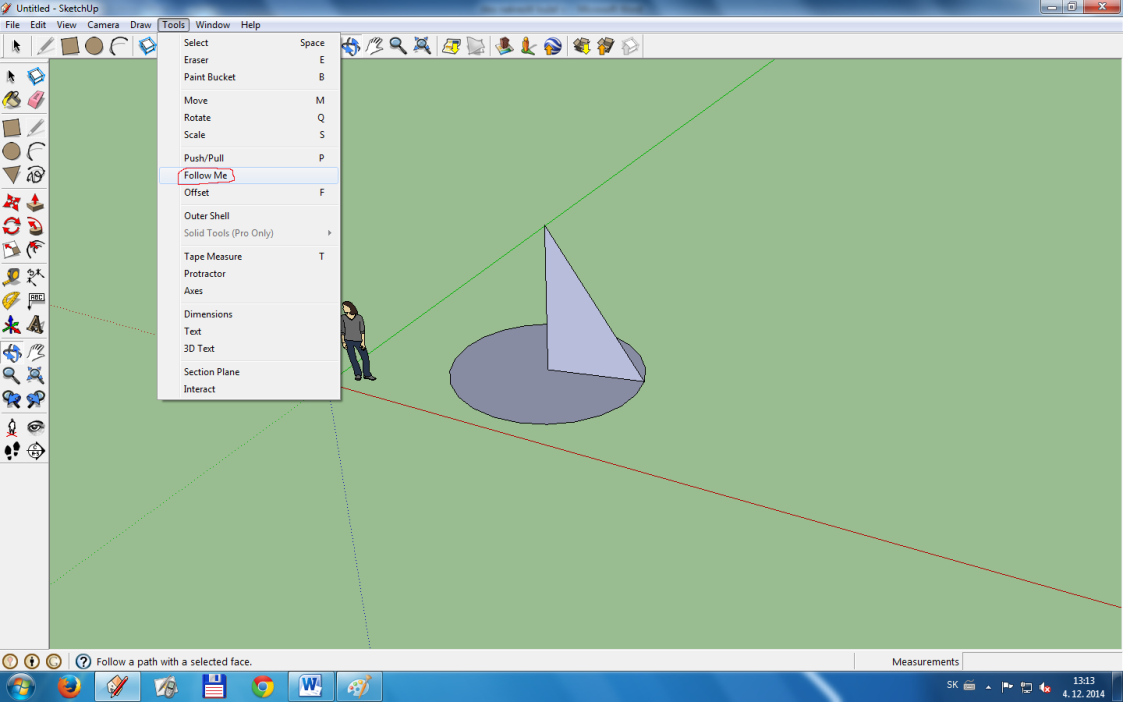 Untitled - SketchUp
File Edit View Camera Draw Tools Window Help
Select Space
Eraser E
Paint Bucket B
Move M
Rotate Q
Scale S
Push/Pull P
Follow Me
Offset F
Outer Shell
Solid Tools (Pro Only)
Tape Measure T
Protractor
Axes
Dimensions
Text
3D Text
Section Plane
Interact
ABC
Follow a path with a selected face.
Measurements
SK
13:13
4. 12. 2014